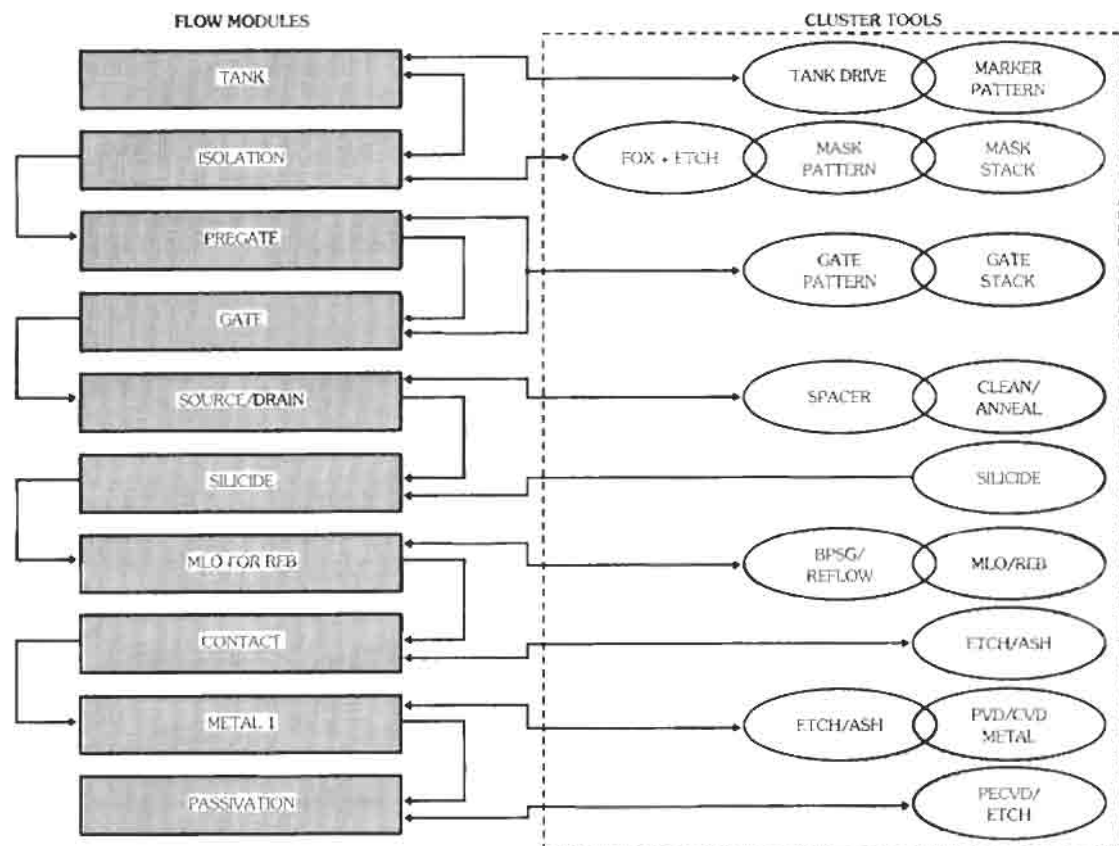 FLOW MODULES
CLUSTER TOOLS
TANK
TANK DRIVE
MARKER
PATTERN
ISOLATION
FOX + ETCH
MASK
PATTERN
MASK
STACK
PREGATE
GATE
PATTERN
GATE
STACK
GATE
SOURCE/DRAIN
SPACER
CLEAN/
ANNEAL
SILICIDE
SILICIDE
MLO FOR REB
BPSG/
REFLOW
MLO/REB
CONTACT
ETCH/ASH
METAL 1
ETCH/ASH
PVD/CVD
METAL
PASSIVATION
PECVD/
ETCH